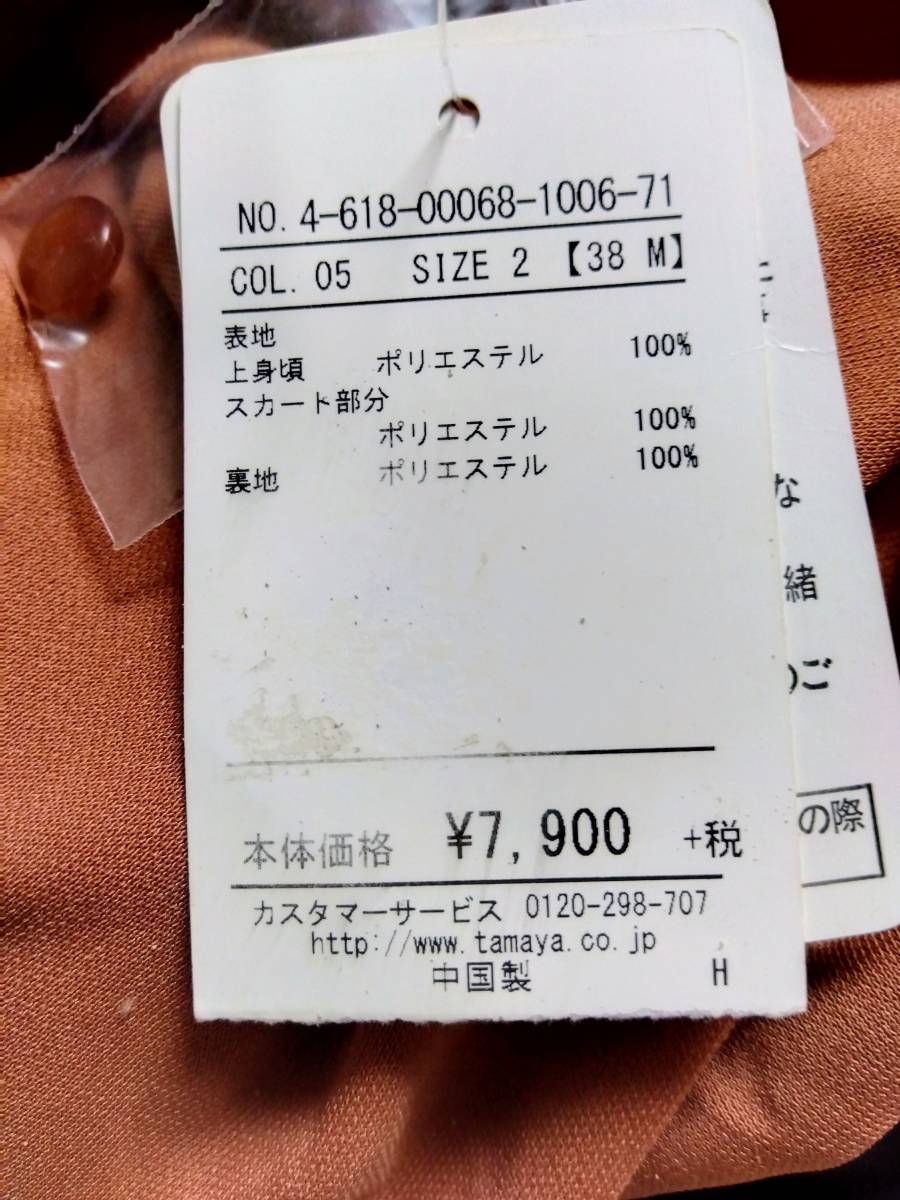 NO. 4-618-00068-1006-71
COL. 05 SIZE 2 【38 M】
表地
上身頃 ポリエステル 100%
スカート部分
ポリエステル 100%
裏地 ポリエステル 100%
本体価格 ¥7,900 +税
カスタマーサービス 0120-298-707
http://www.tamaya.co.jp
中国製 H
な
緒
のご
の際